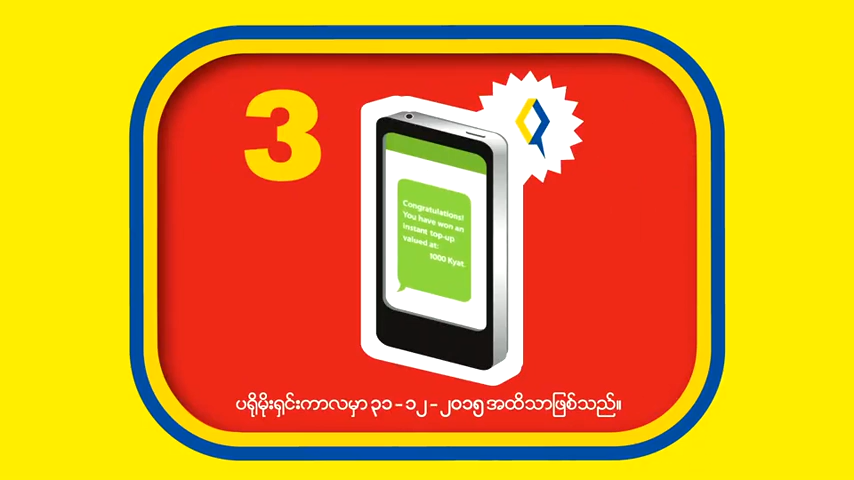 3
Congratulations!
You have won an
Instant top-up
valued at:
1000 Kyat
ပရိုမိုးရှင်းကာလမှာ ၃၁ - ၁၂ - ၂၀၁၅ အထိသာဖြစ်သည်။